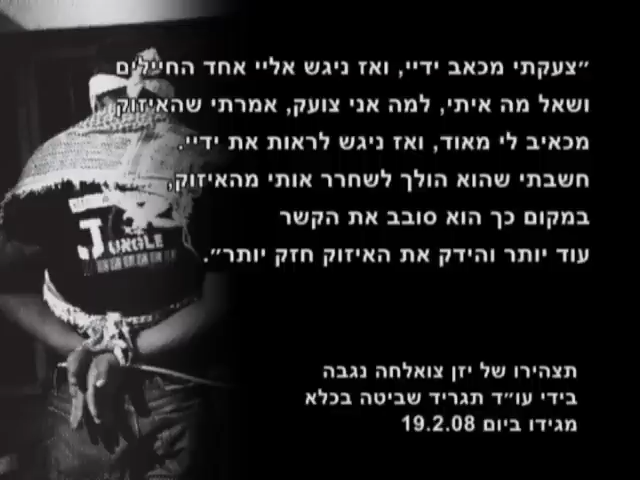 ״צעקתי מכאב ידיי, ואז ניגש אליי אחד החיילים
ושאל מה איתי, למה אני צועק, אמרתי שהאיזוק
מכאיב לי מאוד, ואז ניגש לראות את ידיי.
חשבתי שהוא הולך לשחרר אותי מהאיזוק,
במקום כך הוא סובב את הקשר
עוד יותר והידק את האיזוק חזק יותר״.
JUNGLE
תצהירו של יזן צואלחה נגבה
בידי עו״ד תגריד שביטה בכלא
מגידו ביום 19.2.08